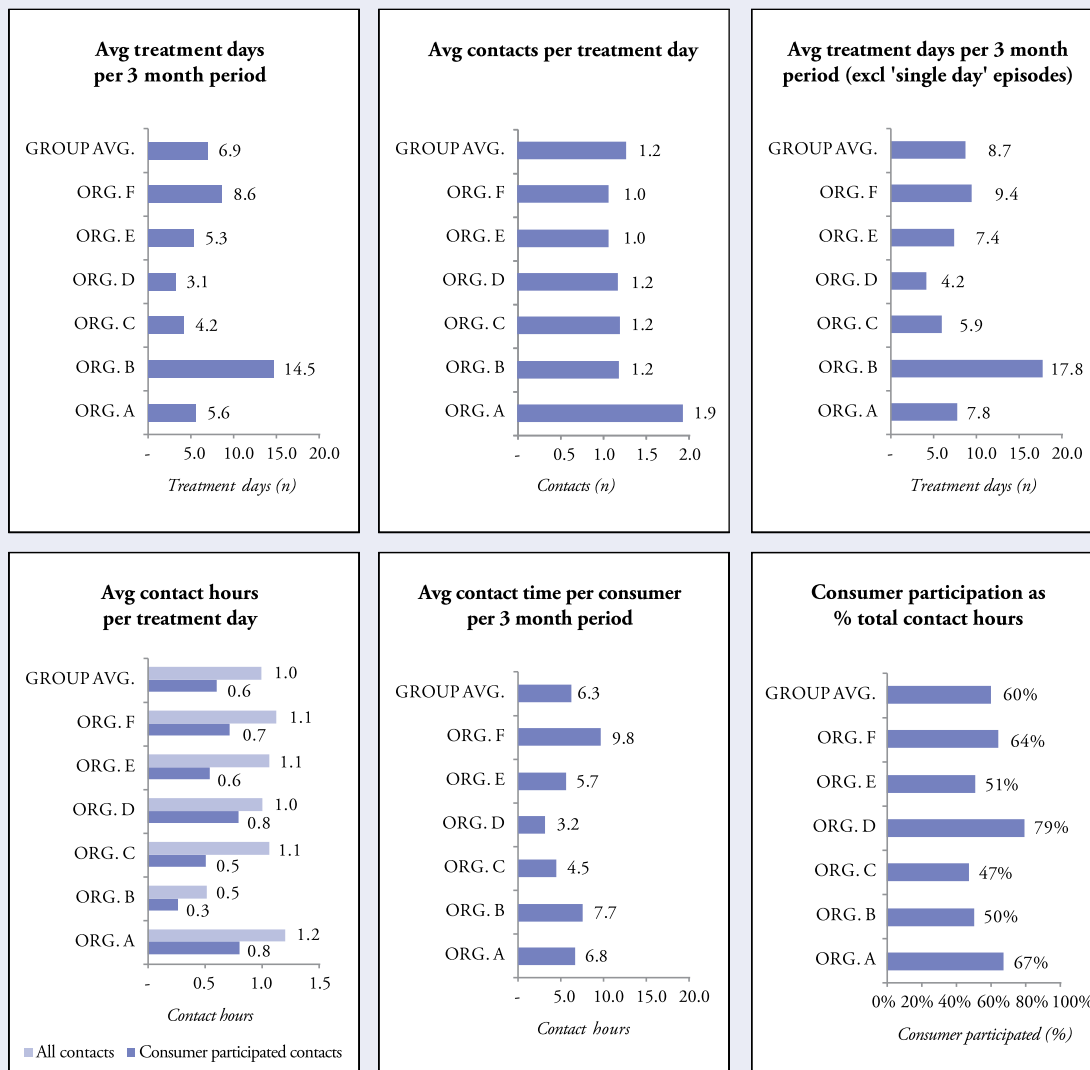 Avg treatment days
per 3 month period
GROUP AVG. 6.9
ORG. F 8.6
ORG. E 5.3
ORG. D 3.1
ORG. C 4.2
ORG. B 14.5
ORG. A 5.6
- 5.0 10.0 15.0 20.0
Treatment days (n)
Avg contacts per treatment day
GROUP AVG. 1.2
ORG. F 1.0
ORG. E 1.0
ORG. D 1.2
ORG. C 1.2
ORG. B 1.2
ORG. A 1.9
- 0.5 1.0 1.5 2.0
Contacts (n)
Avg treatment days per 3 month
period (excl 'single day' episodes)
GROUP AVG. 8.7
ORG. F 9.4
ORG. E 7.4
ORG. D 4.2
ORG. C 5.9
ORG. B 17.8
ORG. A 7.8
- 5.0 10.0 15.0 20.0
Treatment days (n)
Avg contact hours
per treatment day
GROUP AVG. 1.0 0.6
ORG. F 1.1 0.7
ORG. E 1.1 0.6
ORG. D 1.0 0.8
ORG. C 1.1 0.5
ORG. B 0.5 0.3
ORG. A 1.2 0.8
- 0.5 1.0 1.5
Contact hours
All contacts Consumer participated contacts
Avg contact time per consumer
per 3 month period
GROUP AVG. 6.3
ORG. F 9.8
ORG. E 5.7
ORG. D 3.2
ORG. C 4.5
ORG. B 7.7
ORG. A 6.8
- 5.0 10.0 15.0 20.0
Contact hours
Consumer participation as
% total contact hours
GROUP AVG. 60%
ORG. F 64%
ORG. E 51%
ORG. D 79%
ORG. C 47%
ORG. B 50%
ORG. A 67%
0% 20% 40% 60% 80% 100%
Consumer participated (%)